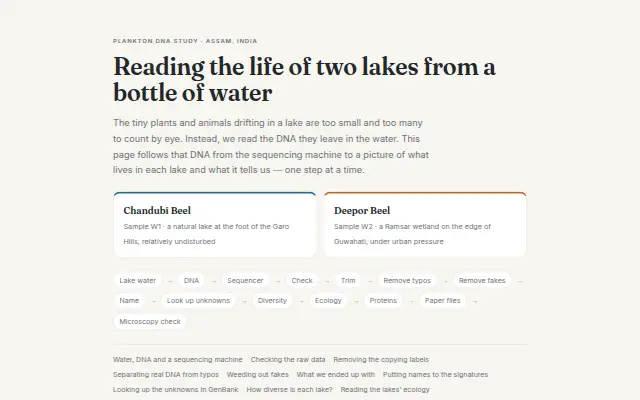 PLANKTON DNA STUDY · ASSAM, INDIA
Reading the life of two lakes from a
bottle of water
The tiny plants and animals drifting in a lake are too small and too many
to count by eye. Instead, we read the DNA they leave in the water. This
page follows that DNA from the sequencing machine to a picture of what
lives in each lake and what it tells us — one step at a time.
Chandubi Beel
Sample W1 · a natural lake at the foot of the Garo
Hills, relatively undisturbed
Deepor Beel
Sample W2 · a Ramsar wetland on the edge of
Guwahati, under urban pressure
Lake water → DNA → Sequencer → Check → Trim → Remove typos → Remove fakes →
Name → Look up unknowns → Diversity → Ecology → Proteins → Paper files →
Microscopy check
Water, DNA and a sequencing machine Checking the raw data Removing the copying labels
Separating real DNA from typos Weeding out fakes What we ended up with Putting names to the signatures
Looking up the unknowns in GenBank How diverse is each lake? Reading the lakes' ecology